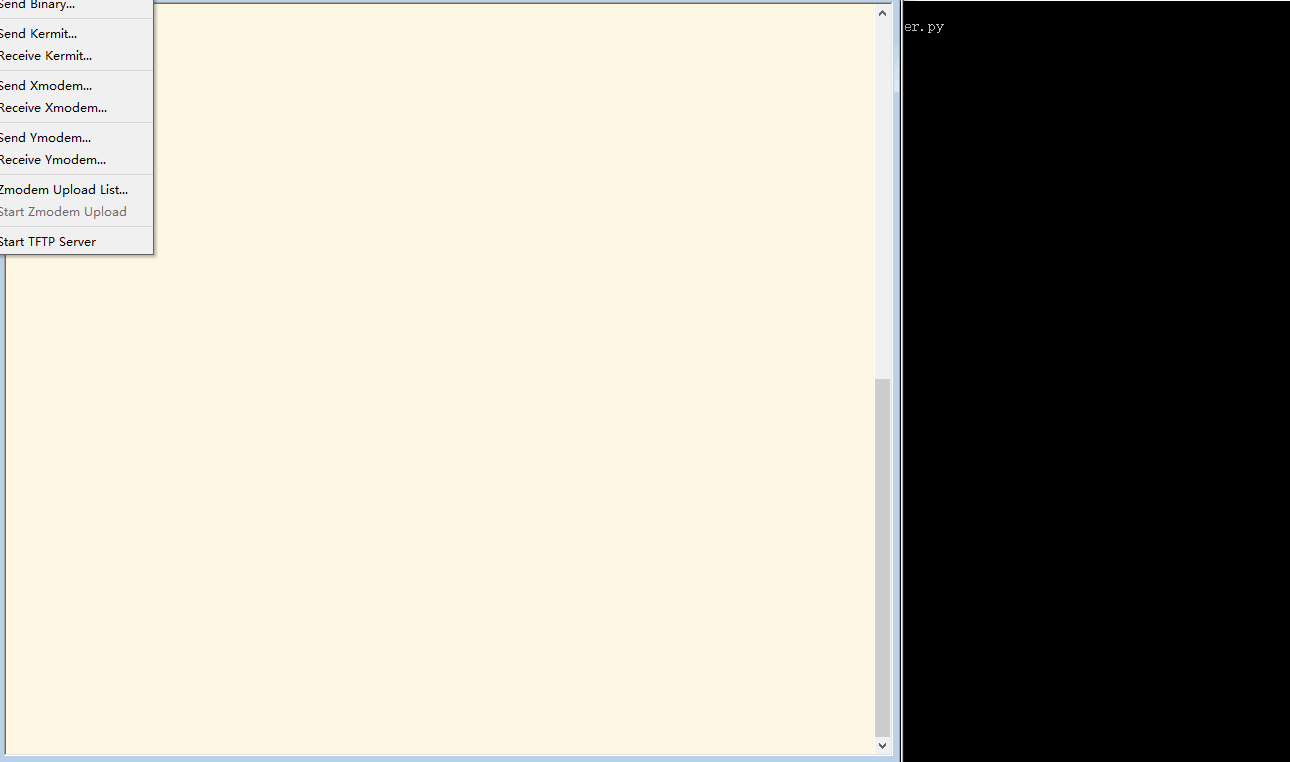 Send Binary...
Send Kermit...
Receive Kermit...
Send Xmodem...
Receive Xmodem...
Send Ymodem...
Receive Ymodem...
Zmodem Upload List...
Start Zmodem Upload
Start TFTP Server
er.py